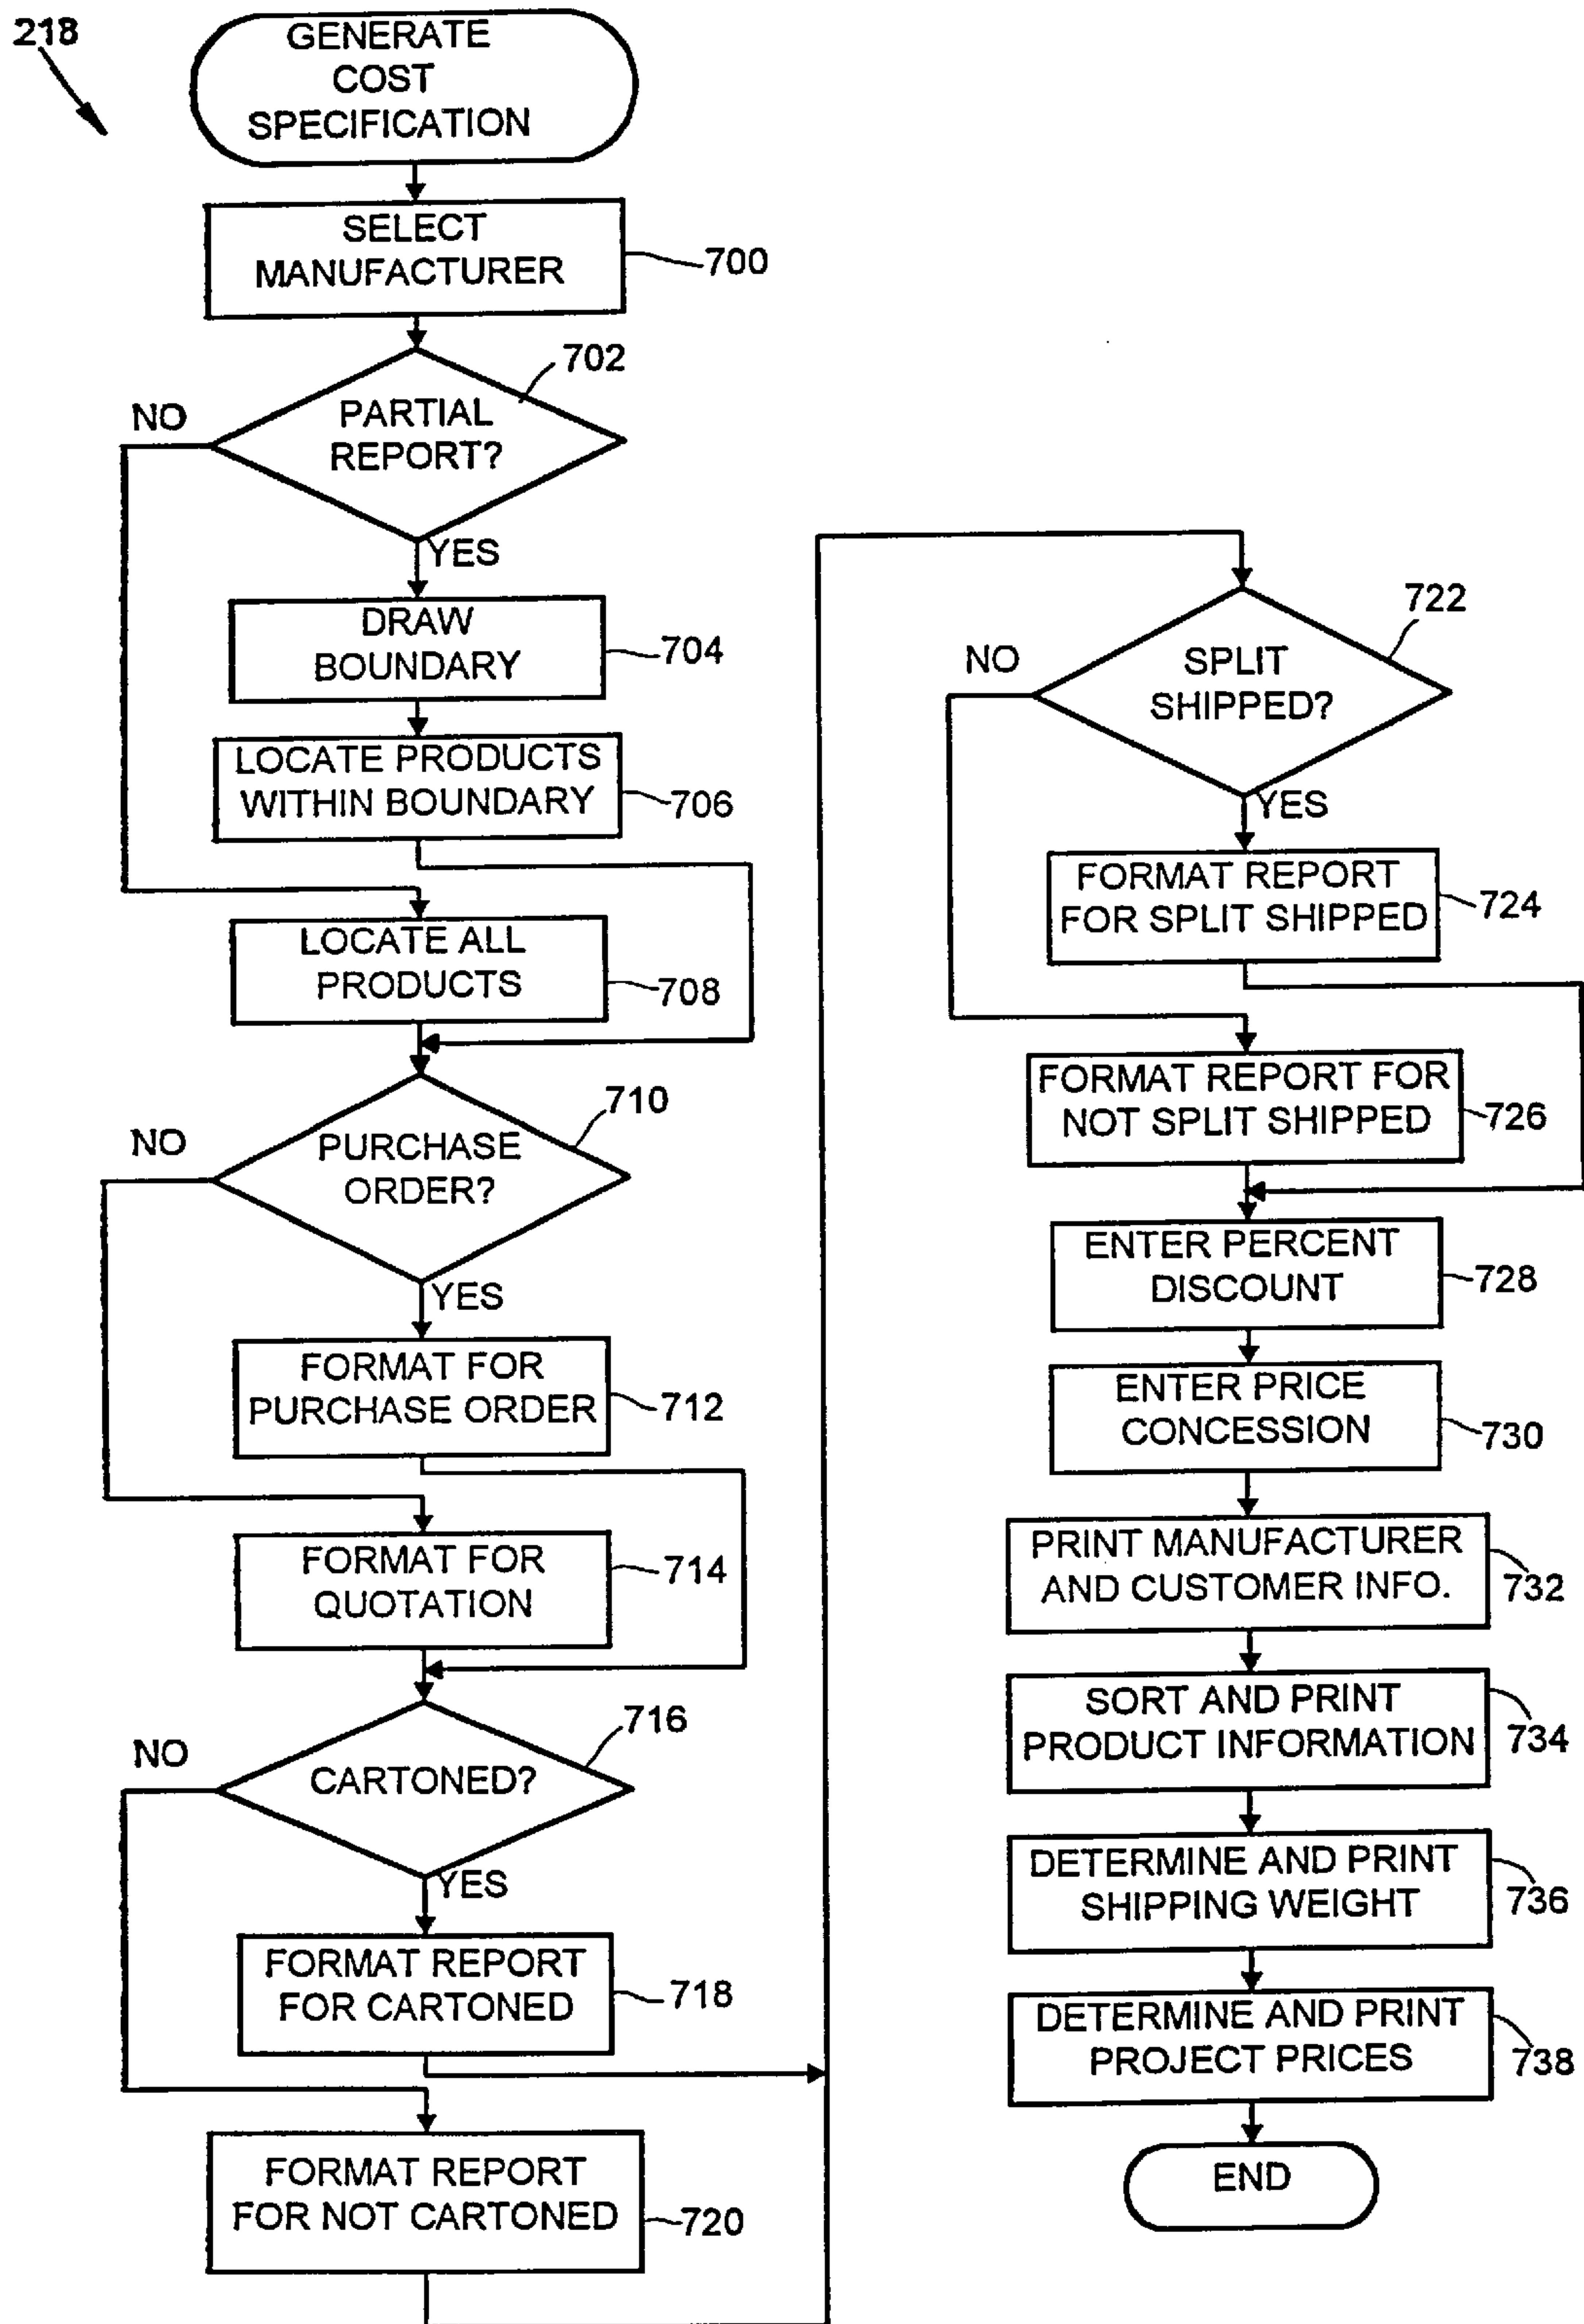 218
GENERATE
COST
SPECIFICATION
SELECT
MANUFACTURER
700
702
PARTIAL
REPORT?
NO
YES
DRAW
BOUNDARY
704
LOCATE PRODUCTS
WITHIN BOUNDARY
706
LOCATE ALL
PRODUCTS
708
710
PURCHASE
ORDER?
NO
YES
FORMAT FOR
PURCHASE ORDER
712
FORMAT FOR
QUOTATION
714
716
CARTONED?
NO
YES
FORMAT REPORT
FOR CARTONED
718
FORMAT REPORT
FOR NOT CARTONED
720
722
SPLIT
SHIPPED?
NO
YES
FORMAT REPORT
FOR SPLIT SHIPPED
724
FORMAT REPORT FOR
NOT SPLIT SHIPPED
726
ENTER PERCENT
DISCOUNT
728
ENTER PRICE
CONCESSION
730
PRINT MANUFACTURER
AND CUSTOMER INFO.
732
SORT AND PRINT
PRODUCT INFORMATION
734
DETERMINE AND PRINT
SHIPPING WEIGHT
736
DETERMINE AND PRINT
PROJECT PRICES
738
END